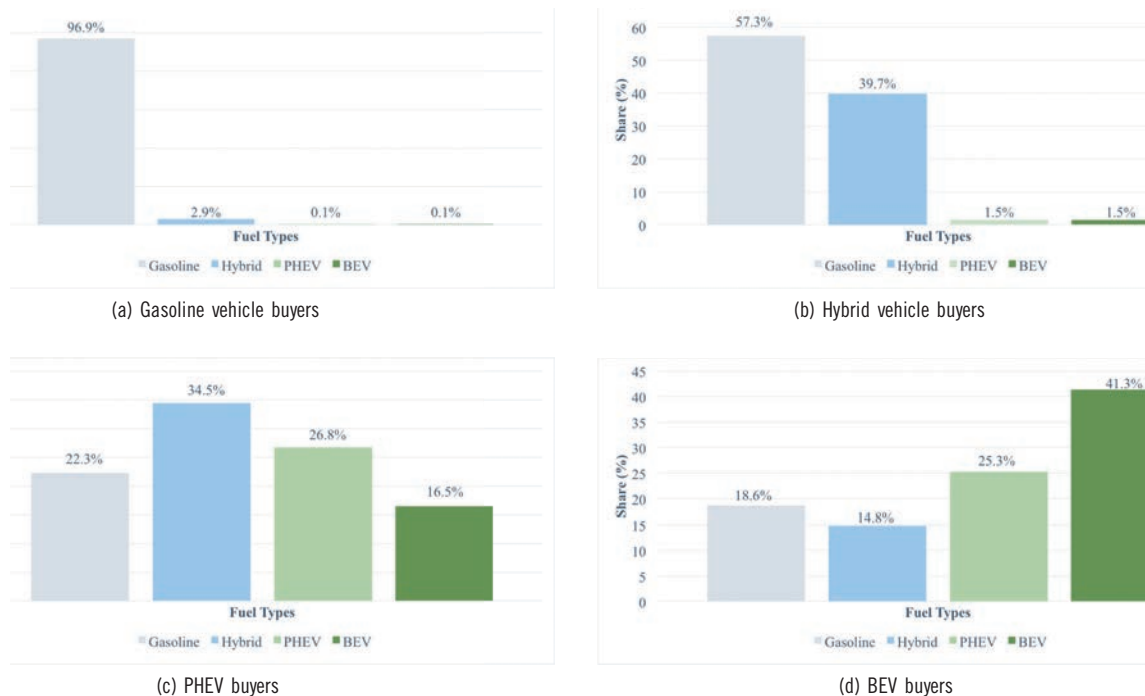 96.9%
2.9%
0.1%
0.1%
Fuel Types
Gasoline Hybrid PHEV BEV
(a) Gasoline vehicle buyers
60
50
40
30
20
10
0
Share (%)
57.3%
39.7%
1.5%
1.5%
Fuel Types
Gasoline Hybrid PHEV BEV
(b) Hybrid vehicle buyers
22.3%
34.5%
26.8%
16.5%
Fuel Types
Gasoline Hybrid PHEV BEV
(c) PHEV buyers
45
40
35
30
25
20
15
10
5
0
Share (%)
18.6%
14.8%
25.3%
41.3%
Fuel Types
Gasoline Hybrid PHEV BEV
(d) BEV buyers